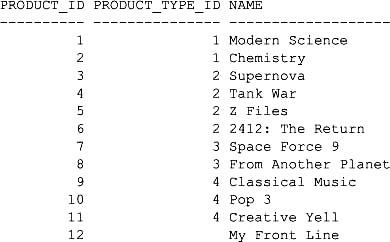 PRODUCT_ID PRODUCT_TYPE_ID NAME
---------- --------------- -------------------
1 1 Modern Science
2 1 Chemistry
3 2 Supernova
4 2 Tank War
5 2 Z Files
6 2 2412: The Return
7 3 Space Force 9
8 3 From Another Planet
9 4 Classical Music
10 4 Pop 3
11 4 Creative Yell
12 My Front Line